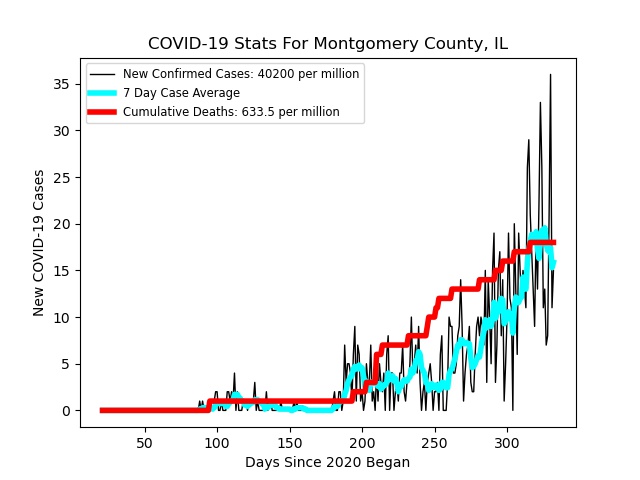 COVID-19 Stats For Montgomery County, IL
New Confirmed Cases: 40200 per million
7 Day Case Average
Cumulative Deaths: 633.5 per million
New COVID-19 Cases
35
30
25
20
15
10
5
0
50
100
150
200
250
300
Days Since 2020 Began